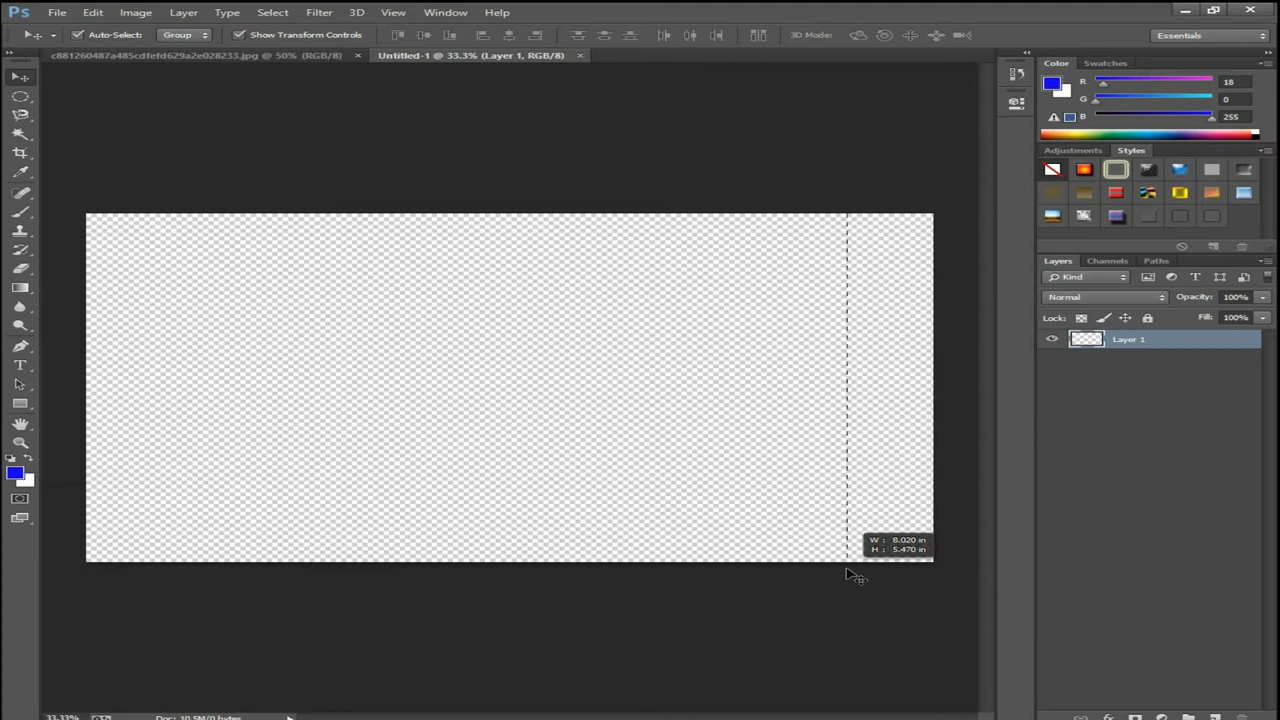 Ps File Edit Image Layer Type Select Filter 3D View Window Help
Auto-Select: Group Show Transform Controls 3D Mode: Essentials
c881260487a485cdfefd629a2e028233.jpg @ 50% (RGB/8) × Untitled-1 @ 33.3% (Layer 1, RGB/8) ×
Color Swatches
R 18
G 0
B 255
Adjustments Styles
Layers Channels Paths
Kind
Normal Opacity: 100%
Lock: Fill: 100%
Layer 1
W : 8.020 in
H : 5.470 in
T
33.33% Doc: 10.5M/0 bytes